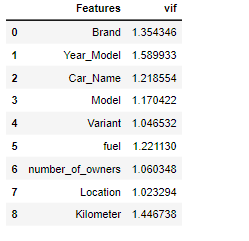 Features vif
0 Brand 1.354346
1 Year_Model 1.589933
2 Car_Name 1.218554
3 Model 1.170422
4 Variant 1.046532
5 fuel 1.221130
6 number_of_owners 1.060348
7 Location 1.023294
8 Kilometer 1.446738